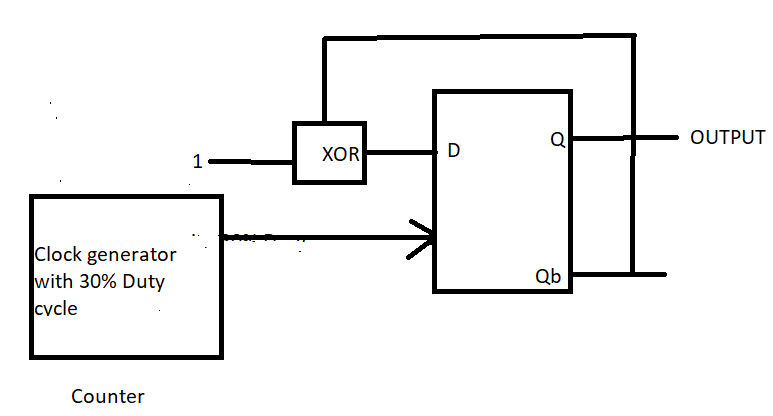 Q
OUTPUT
XOR
D
1
Clock generator
with 30% Duty
cycle
Qb
Counter